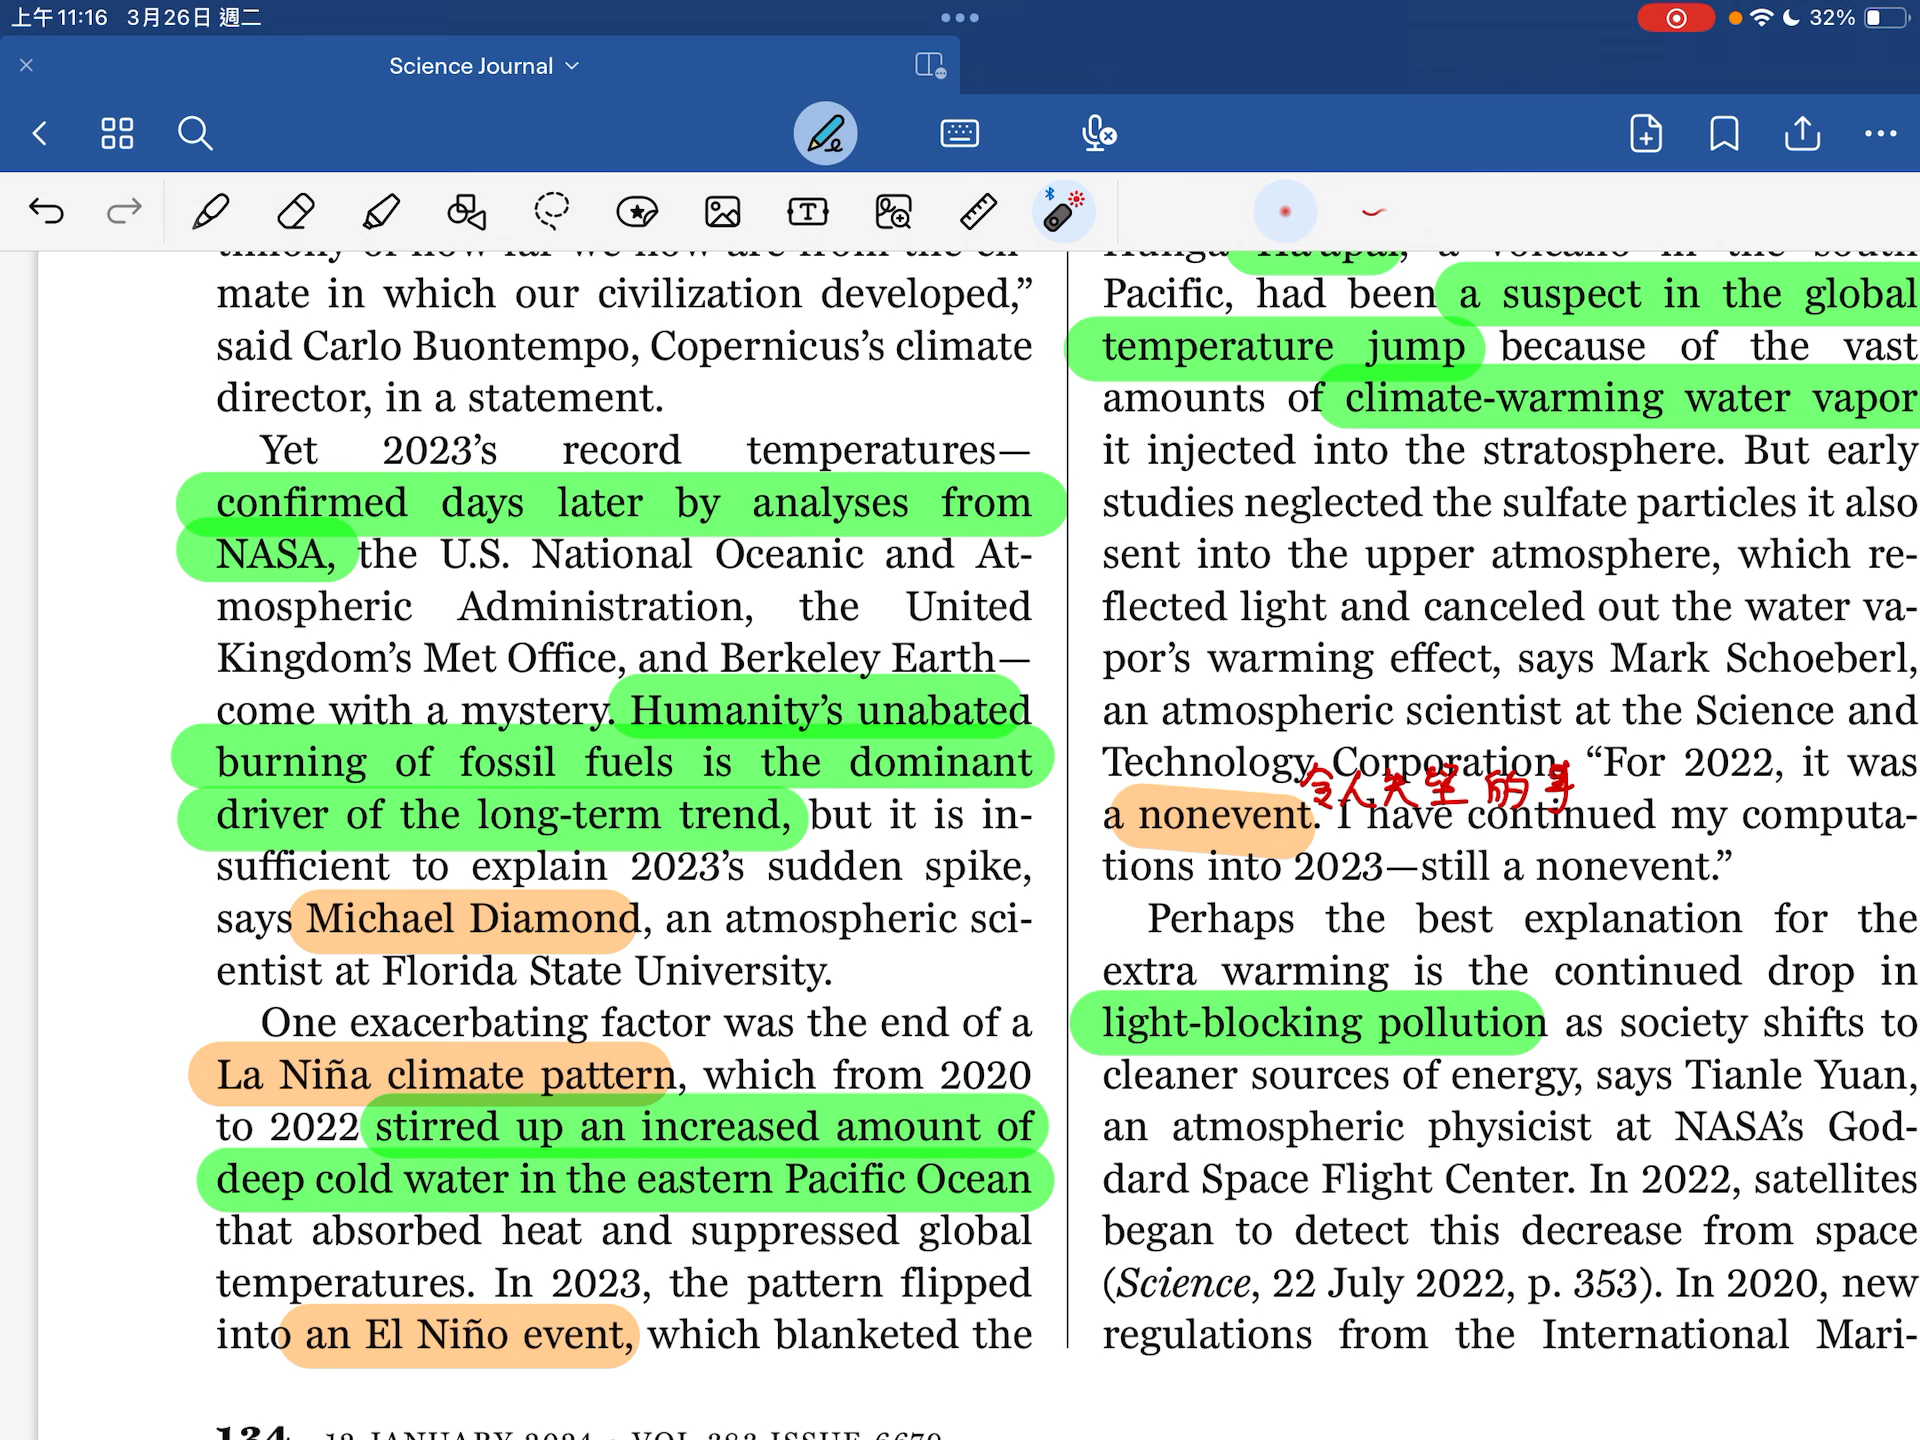 上午11:16 3月26日 週二
32%
Science Journal
mate in which our civilization developed,”
said Carlo Buontempo, Copernicus’s climate
director, in a statement.
Yet 2023’s record temperatures—
confirmed days later by analyses from
NASA, the U.S. National Oceanic and At-
mospheric Administration, the United
Kingdom’s Met Office, and Berkeley Earth—
come with a mystery. Humanity’s unabated
burning of fossil fuels is the dominant
driver of the long-term trend, but it is in-
sufficient to explain 2023’s sudden spike,
says Michael Diamond, an atmospheric sci-
entist at Florida State University.
One exacerbating factor was the end of a
La Niña climate pattern, which from 2020
to 2022 stirred up an increased amount of
deep cold water in the eastern Pacific Ocean
that absorbed heat and suppressed global
temperatures. In 2023, the pattern flipped
into an El Niño event, which blanketed the
Pacific, had been a suspect in the global
temperature jump because of the vast
amounts of climate-warming water vapor
it injected into the stratosphere. But early
studies neglected the sulfate particles it also
sent into the upper atmosphere, which re-
flected light and canceled out the water va-
por’s warming effect, says Mark Schoeberl,
an atmospheric scientist at the Science and
Technology Corporation. “For 2022, it was
令人失望的事
a nonevent. I have continued my computa-
tions into 2023—still a nonevent.”
Perhaps the best explanation for the
extra warming is the continued drop in
light-blocking pollution as society shifts to
cleaner sources of energy, says Tianle Yuan,
an atmospheric physicist at NASA’s God-
dard Space Flight Center. In 2022, satellites
began to detect this decrease from space
(Science, 22 July 2022, p. 353). In 2020, new
regulations from the International Mari-
134 12 JANUARY 2024 • VOL 383 ISSUE 6679